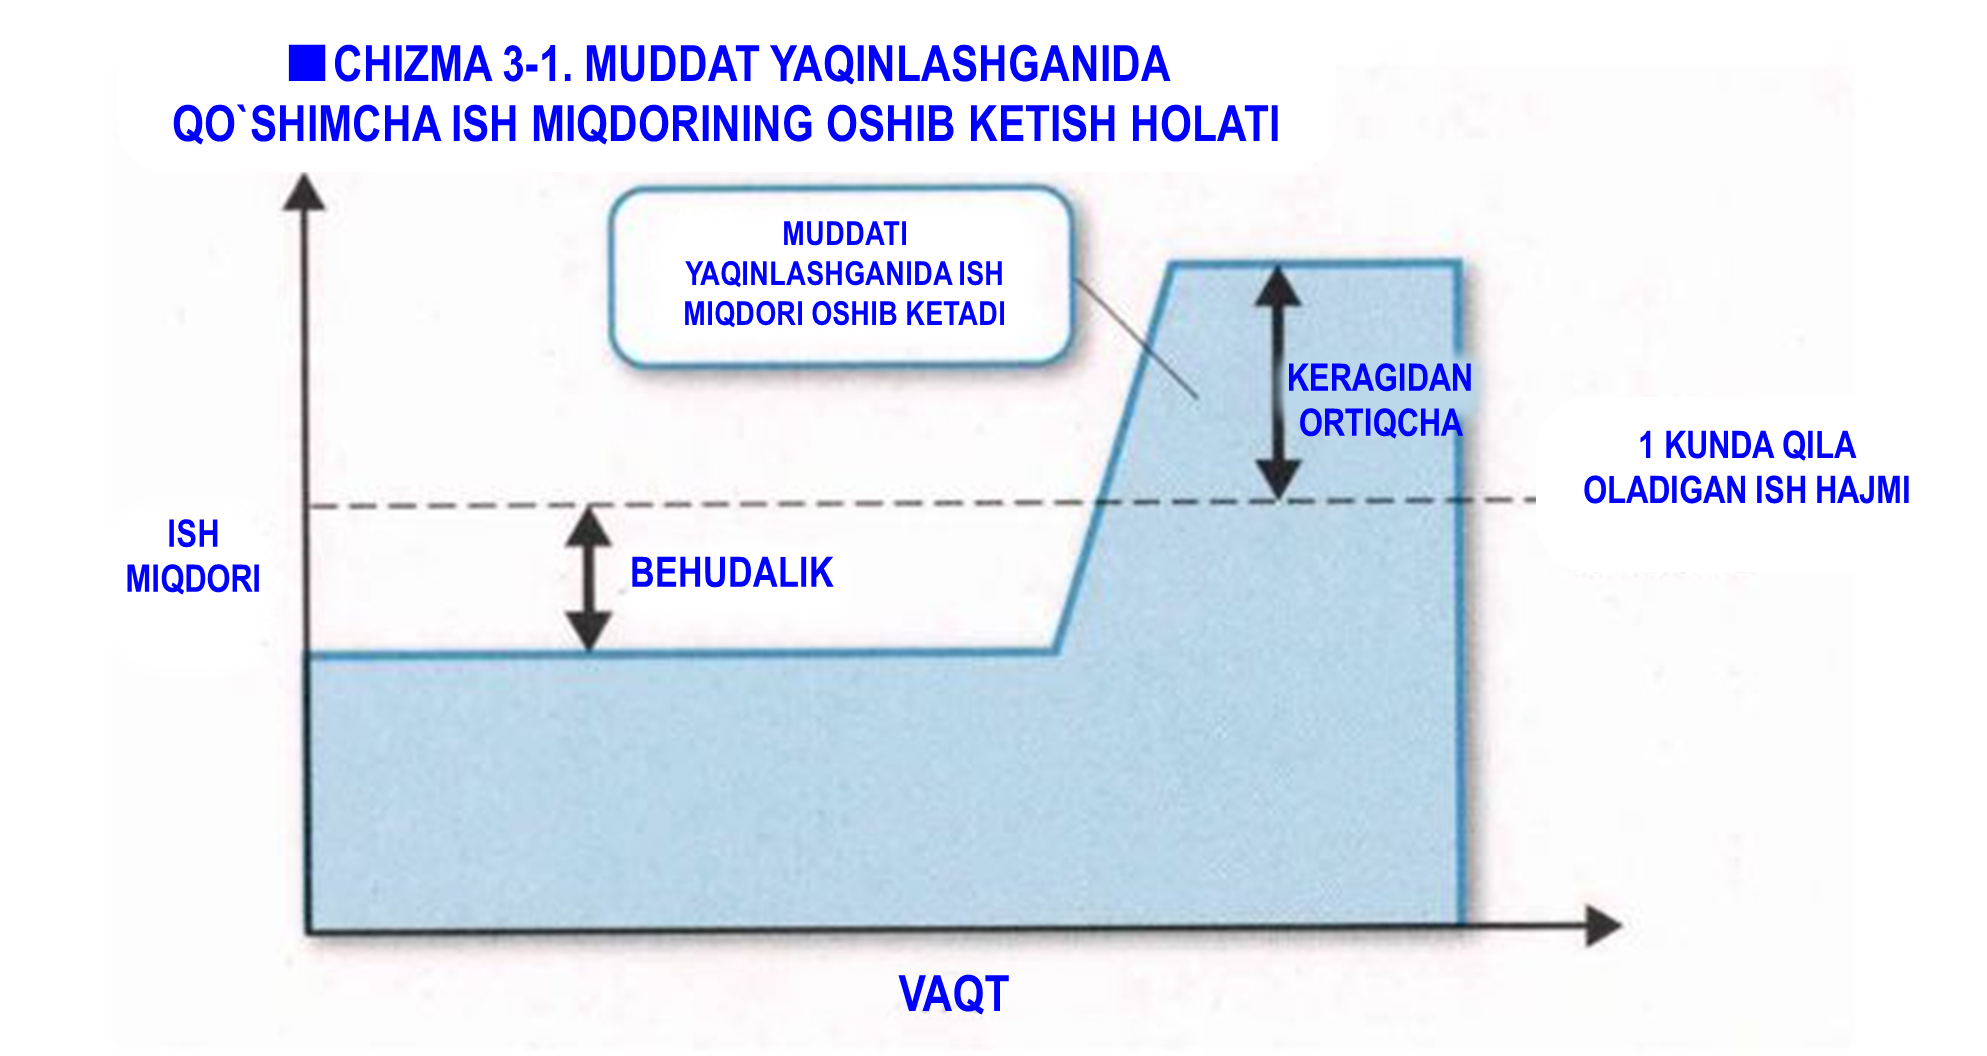 ■ CHIZMA 3-1. MUDDAT YAQINLASHGANIDA
QO`SHIMCHA ISH MIQDORINING OSHIB KETISH HOLATI
MUDDATI
YAQINLASHGANIDA ISH
MIQDORI OSHIB KETADI
KERAGIDAN
ORTIQCHA
1 KUNDA QILA
OLADIGAN ISH HAJMI
ISH
MIQDORI
BEHUDALIK
VAQT